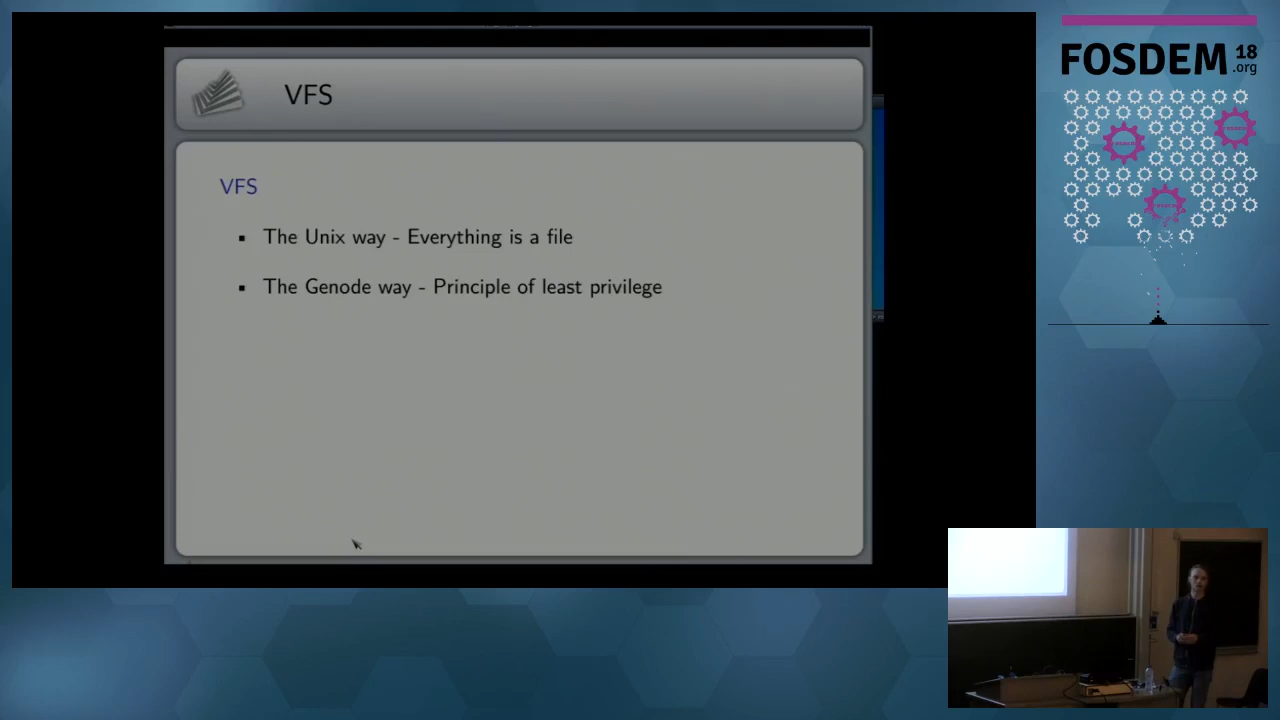 VFS
VFS
The Unix way - Everything is a file
The Genode way - Principle of least privilege
FOSDEM 18
.org